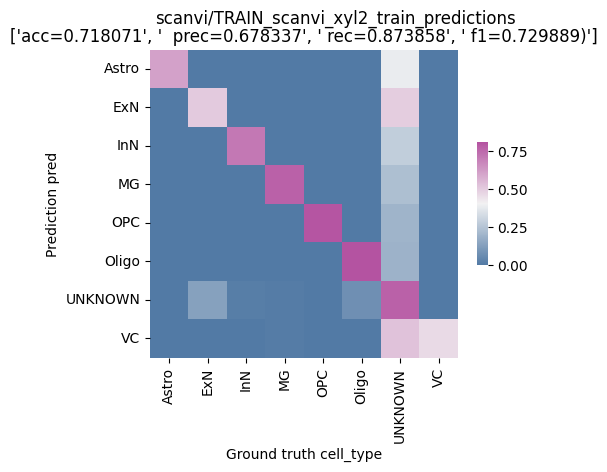 scanvi/TRAIN_scanvi_xyl2_train_predictions
['acc=0.718071', '  prec=0.678337', ' rec=0.873858', ' f1=0.729889)']
Astro
ExN
InN
MG
OPC
Oligo
UNKNOWN
VC
Prediction pred
0.75
0.50
0.25
0.00
Astro
ExN
InN
MG
OPC
Oligo
UNKNOWN
VC
Ground truth cell_type